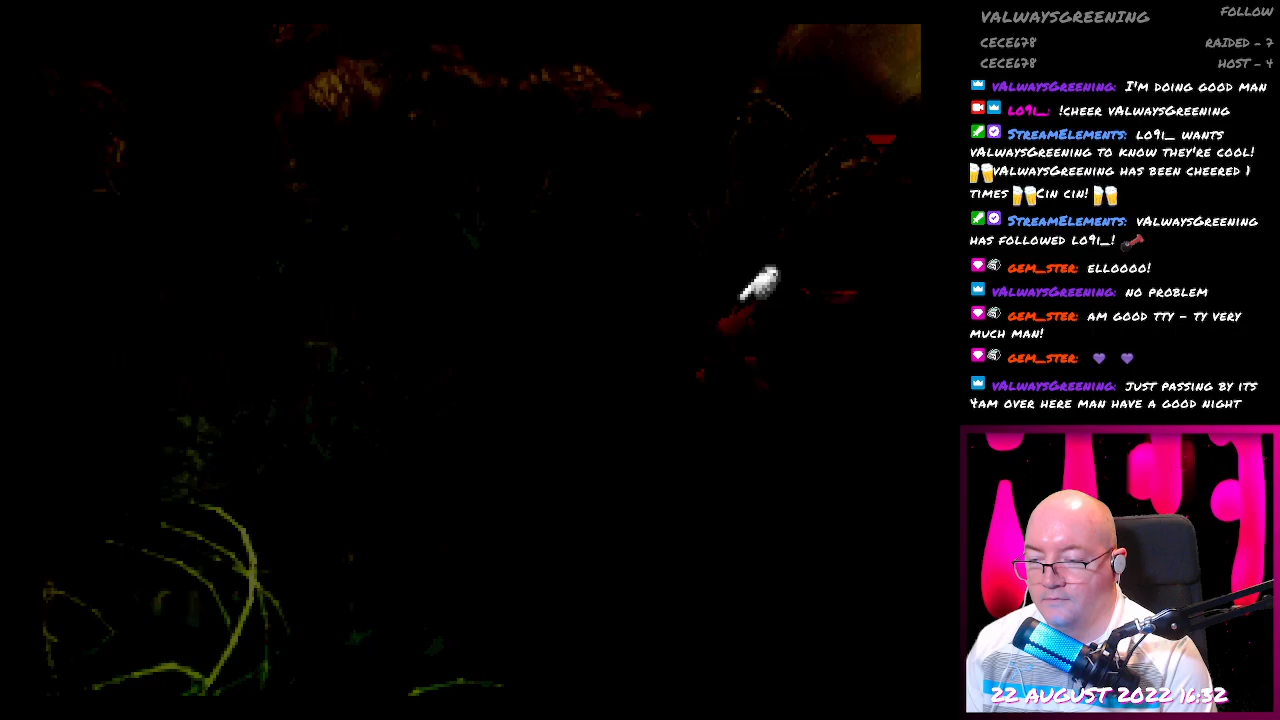 VALWAYSGREENING FOLLOW
CECE678 RAIDED - 7
CECE678 HOST - 4
VALWAYSGREENING: I'M DOING GOOD MAN
LO9I_: !CHEER VALWAYSGREENING
STREAMELEMENTS: LO9I_ WANTS
VALWAYSGREENING TO KNOW THEY'RE COOL!
VALWAYSGREENING HAS BEEN CHEERED 1
TIMES CIN CIN!
STREAMELEMENTS: VALWAYSGREENING
HAS FOLLOWED LO9I_!
GEM_STER: ELLOOOO!
VALWAYSGREENING: NO PROBLEM
GEM_STER: AM GOOD TTY - TY VERY
MUCH MAN!
GEM_STER:
VALWAYSGREENING: JUST PASSING BY ITS
4AM OVER HERE MAN HAVE A GOOD NIGHT
22 AUGUST 2022 16:32